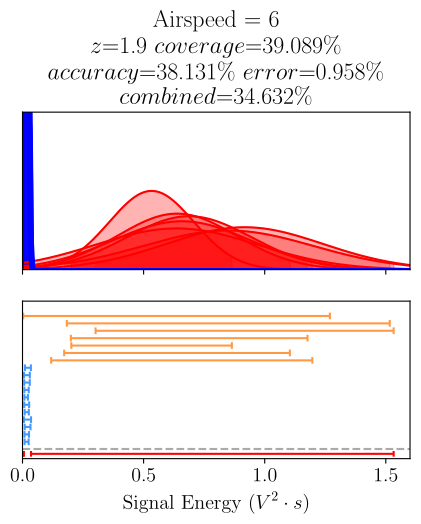 Airspeed = 6
z=1.9 coverage=39.089%
accuracy=38.131% error=0.958%
combined=34.632%
0.0 0.5 1.0 1.5
Signal Energy (V² · s)